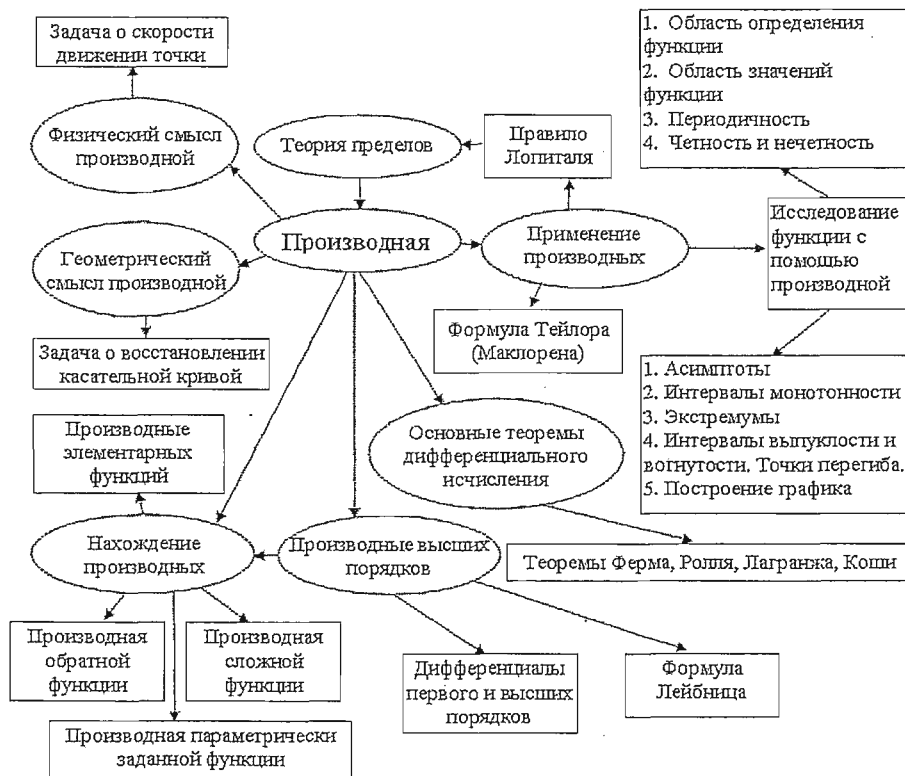 Задача о скорости
движении точки
1. Область определения
функции
2. Область значений
функции
3. Периодичность
4. Четность и нечетность
Физический смысл
производной
Теория пределов
Правило
Лопиталя
Производная
Применение
производных
Исследование
функции с
помощью
производной
Геометрический
смысл производной
Формула Тейлора
(Маклорена)
Задача о восстановлении
касательной кривой
1. Асимптоты
2. Интервалы монотонности
3. Экстремумы
4. Интервалы выпуклости и
вогнутости. Точки перегиба.
5. Построение графика
Производные
элементарных
функций
Основные теоремы
дифференциального
исчисления
Нахождение
производных
Производные высших
порядков
Теоремы Ферма, Ролля, Лагранжа, Коши
Производная
обратной
функции
Производная
сложной
функции
Дифференциалы
первого и высших
порядков
Формула
Лейбница
Производная параметрически
заданной функции